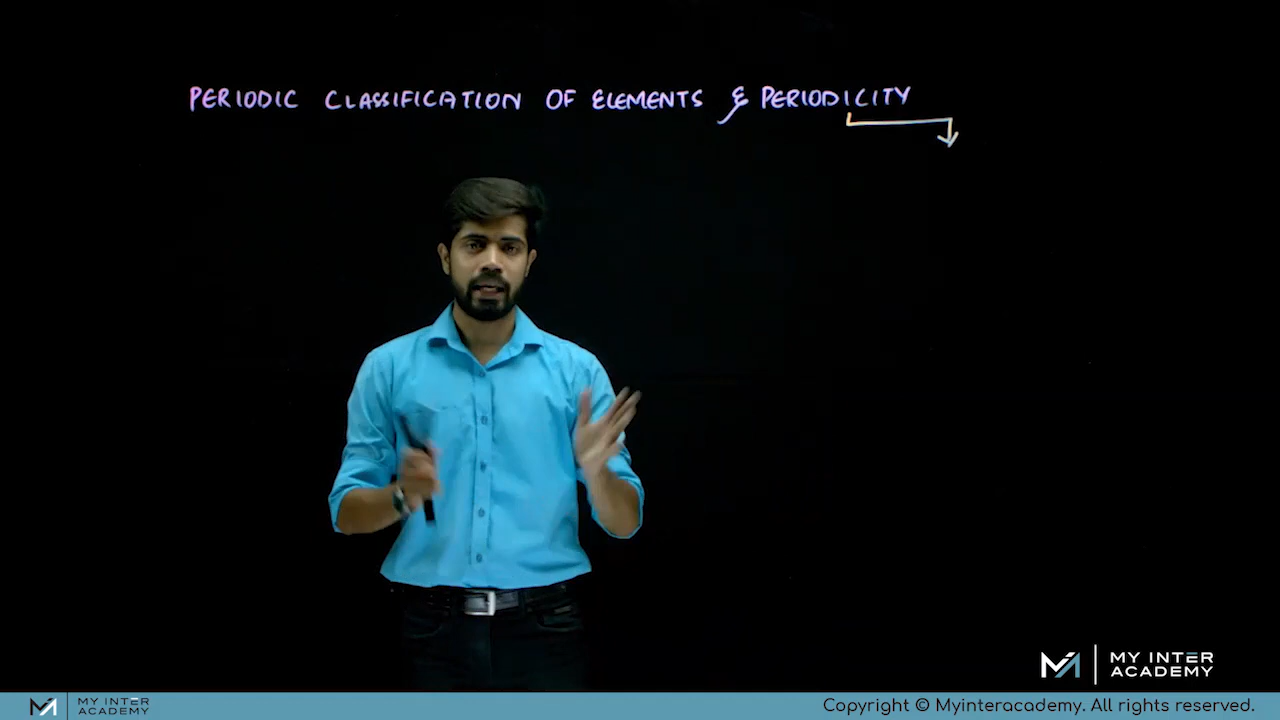 PERIODIC CLASSIFICATION OF ELEMENTS & PERIODICITY
MY INTER
ACADEMY
MY INTER
ACADEMY
Copyright © Myinteracademy. All rights reserved.